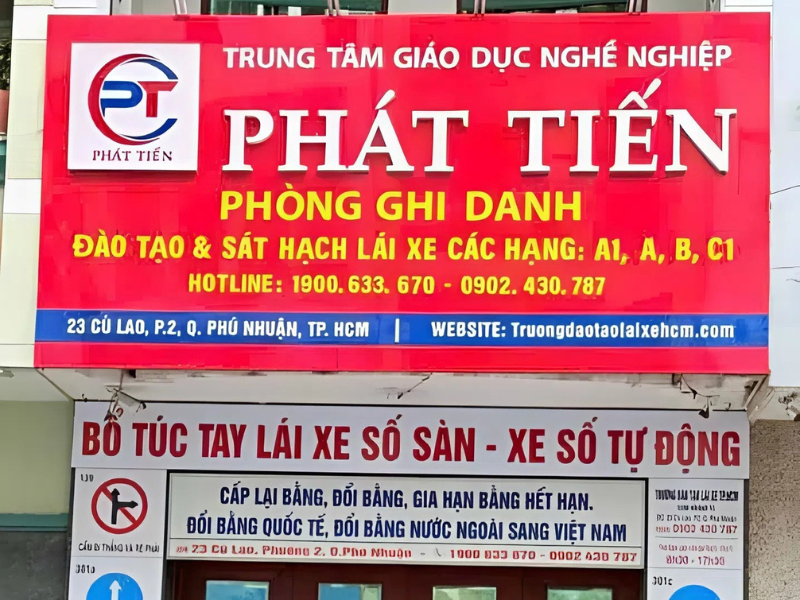 TRUNG TÂM GIÁO DỤC NGHỀ NGHIỆP
PT
PHÁT TIẾN
PHÁT TIẾN
PHÒNG GHI DANH
ĐÀO TẠO & SÁT HẠCH LÁI XE CÁC HẠNG: A1, A, B, C1
HOTLINE: 1900.633.670 - 0902.430.787
23 CÙ LAO, P.2, Q. PHÚ NHUẬN, TP. HCM | WEBSITE: Truongdaotaolaixehcm.com
BỔ TÚC TAY LÁI XE SỐ SÀN - XE SỐ TỰ ĐỘNG
CẤP LẠI BẰNG, ĐỔI BẰNG, GIA HẠN BẰNG HẾT HẠN.
ĐỔI BẰNG QUỐC TẾ, ĐỔI BẰNG NƯỚC NGOÀI SANG VIỆT NAM
23 Cù Lao, Phường 2, Q.Phú Nhuận - 1900 633 670 - 0902 430 787
301c